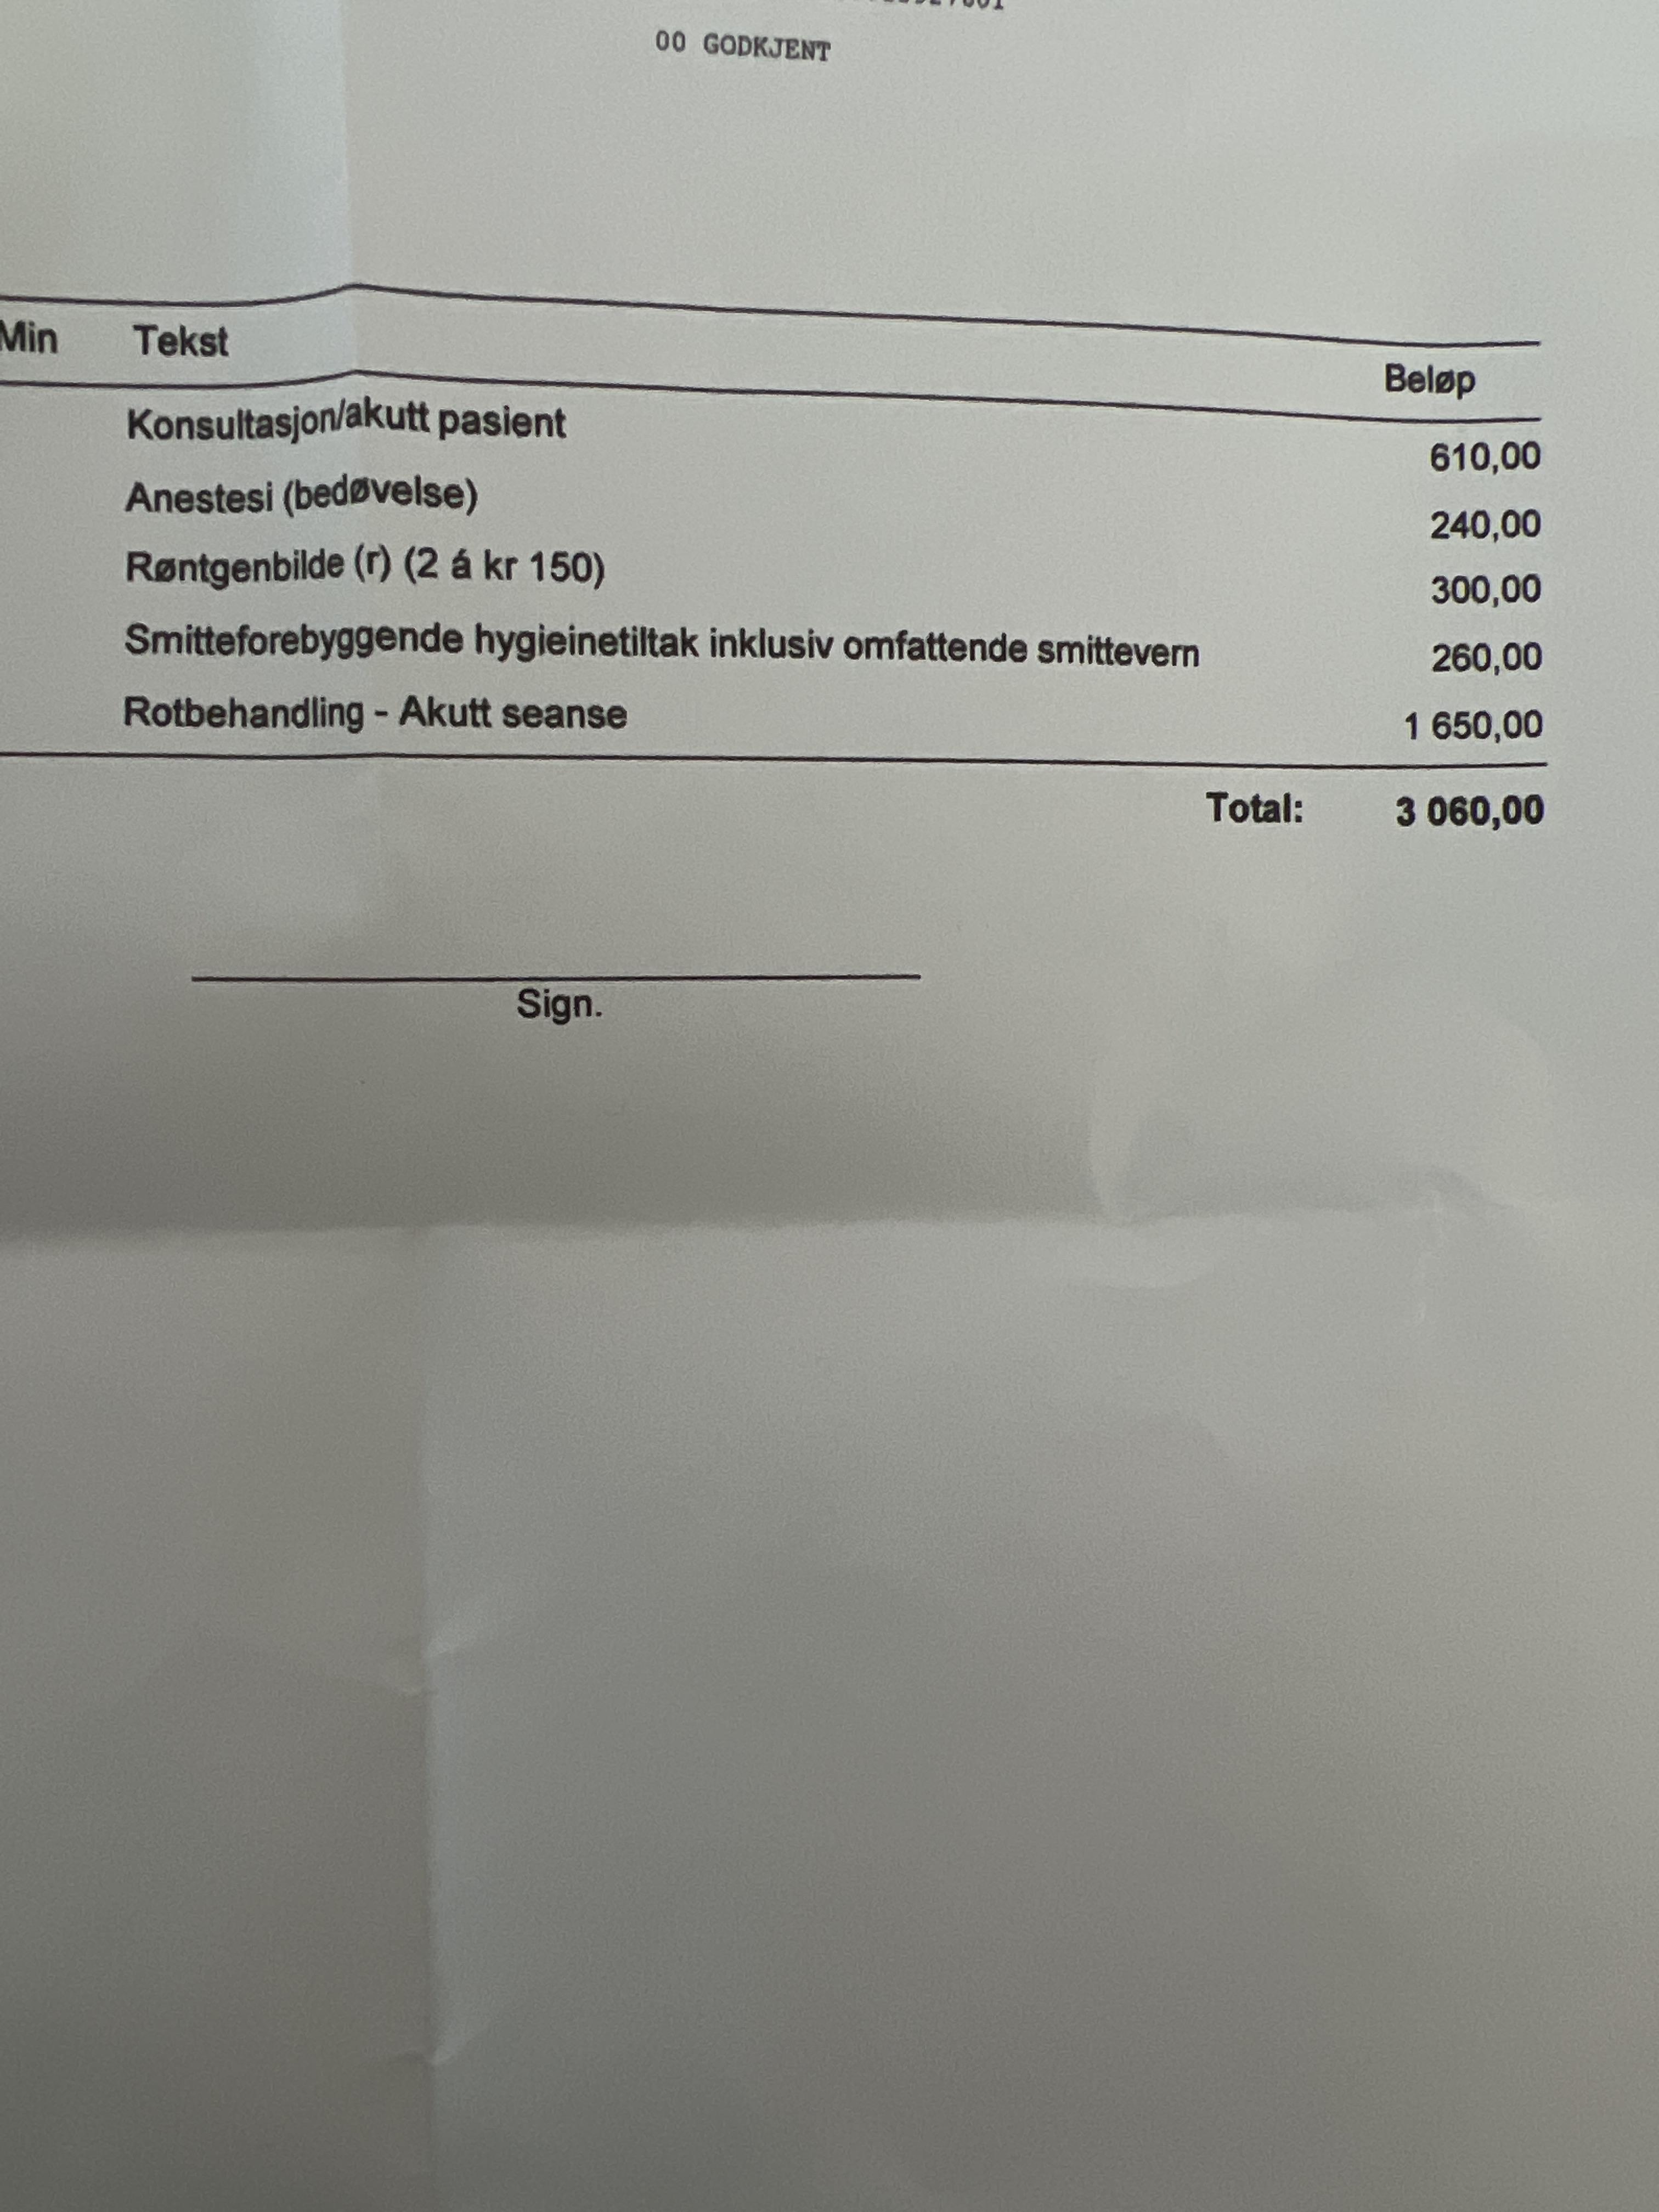 00 GODKJENT
Min Tekst Beløp
Konsultasjon/akutt pasient 610,00
Anestesi (bedøvelse) 240,00
Røntgenbilde (r) (2 á kr 150) 300,00
Smitteforebyggende hygieinetiltak inklusiv omfattende smittevern 260,00
Rotbehandling - Akutt seanse 1 650,00
Total: 3 060,00
Sign.